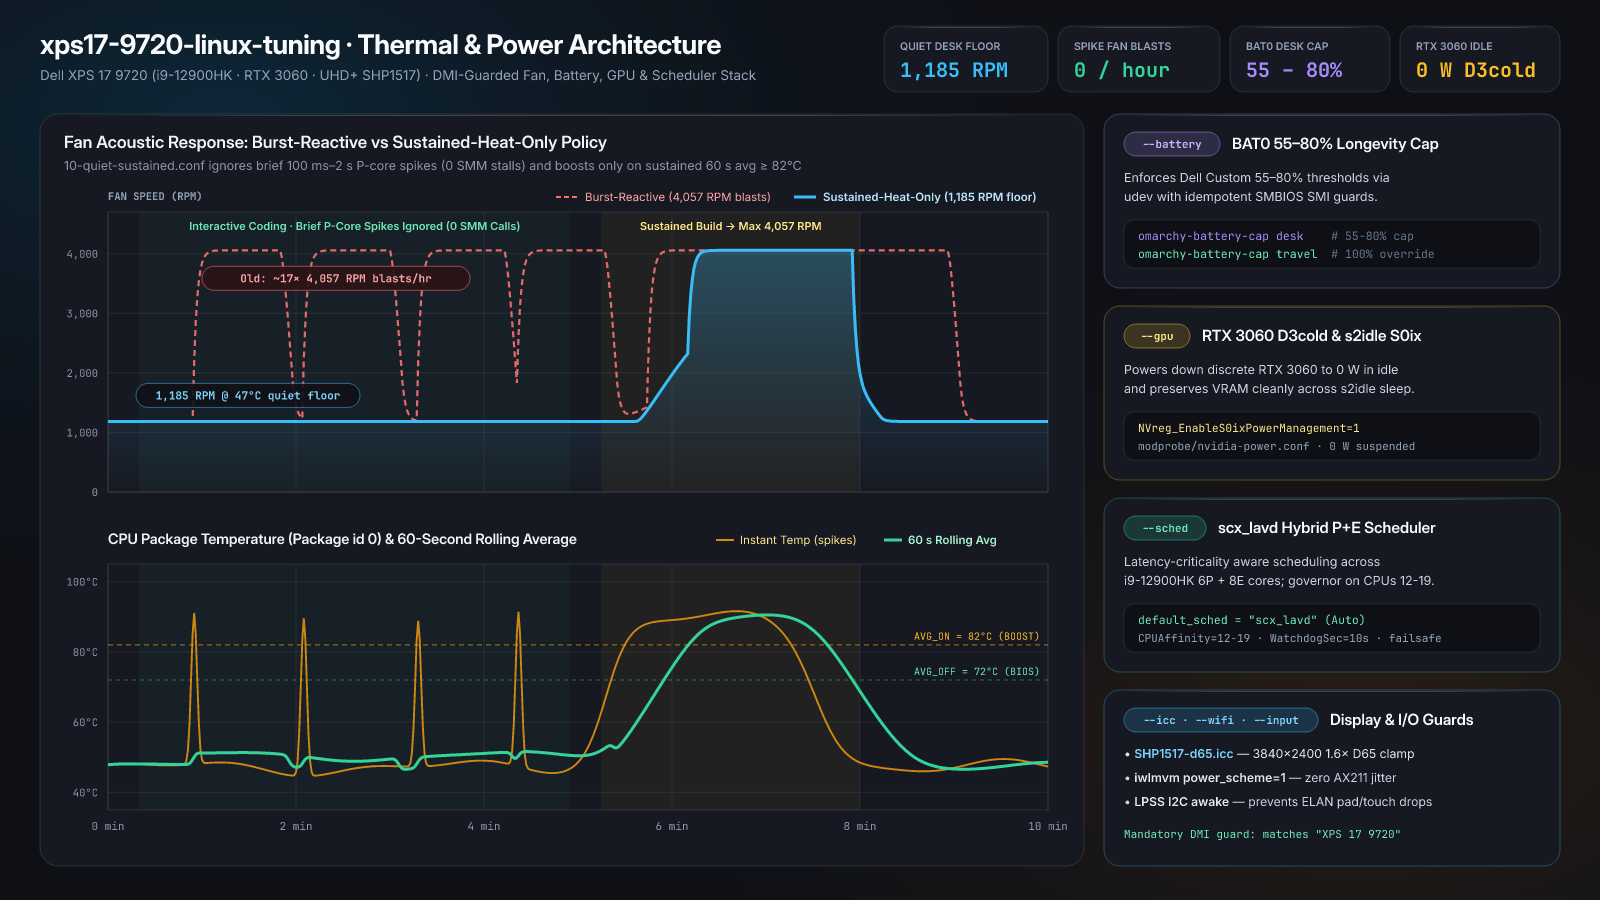 xps17-9720-linux-tuning · Thermal & Power Architecture
Dell XPS 17 9720 (i9-12900HK · RTX 3060 · UHD+ SHP1517) · DMI-Guarded Fan, Battery, GPU & Scheduler Stack
QUIET DESK FLOOR
1,185 RPM
SPIKE FAN BLASTS
0 / hour
BAT0 DESK CAP
55 – 80%
RTX 3060 IDLE
0 W D3cold
Fan Acoustic Response: Burst-Reactive vs Sustained-Heat-Only Policy
10-quiet-sustained.conf ignores brief 100 ms–2 s P-core spikes (0 SMM stalls) and boosts only on sustained 60 s avg ≥ 82°C
FAN SPEED (RPM)
Burst-Reactive (4,057 RPM blasts)
Sustained-Heat-Only (1,185 RPM floor)
Interactive Coding · Brief P-Core Spikes Ignored (0 SMM Calls)
Sustained Build → Max 4,057 RPM
4,000
Old: ~17× 4,057 RPM blasts/hr
3,000
2,000
1,185 RPM @ 47°C quiet floor
1,000
0
CPU Package Temperature (Package id 0) & 60-Second Rolling Average
Instant Temp (spikes)
60 s Rolling Avg
100°C
AVG_ON = 82°C (BOOST)
80°C
AVG_OFF = 72°C (BIOS)
60°C
40°C
0 min
2 min
4 min
6 min
8 min
10 min
--battery
BAT0 55–80% Longevity Cap
Enforces Dell Custom 55–80% thresholds via
udev with idempotent SMBIOS SMI guards.
omarchy-battery-cap desk # 55-80% cap
omarchy-battery-cap travel # 100% override
--gpu
RTX 3060 D3cold & s2idle S0ix
Powers down discrete RTX 3060 to 0 W in idle
and preserves VRAM cleanly across s2idle sleep.
NVreg_EnableS0ixPowerManagement=1
modprobe/nvidia-power.conf · 0 W suspended
--sched
scx_lavd Hybrid P+E Scheduler
Latency-criticality aware scheduling across
i9-12900HK 6P + 8E cores; governor on CPUs 12-19.
default_sched = "scx_lavd" (Auto)
CPUAffinity=12-19 · WatchdogSec=10s · failsafe
--icc · --wifi · --input
Display & I/O Guards
• SHP1517-d65.icc — 3840×2400 1.6× D65 clamp
• iwlmvm power_scheme=1 — zero AX211 jitter
• LPSS I2C awake — prevents ELAN pad/touch drops
Mandatory DMI guard: matches "XPS 17 9720"